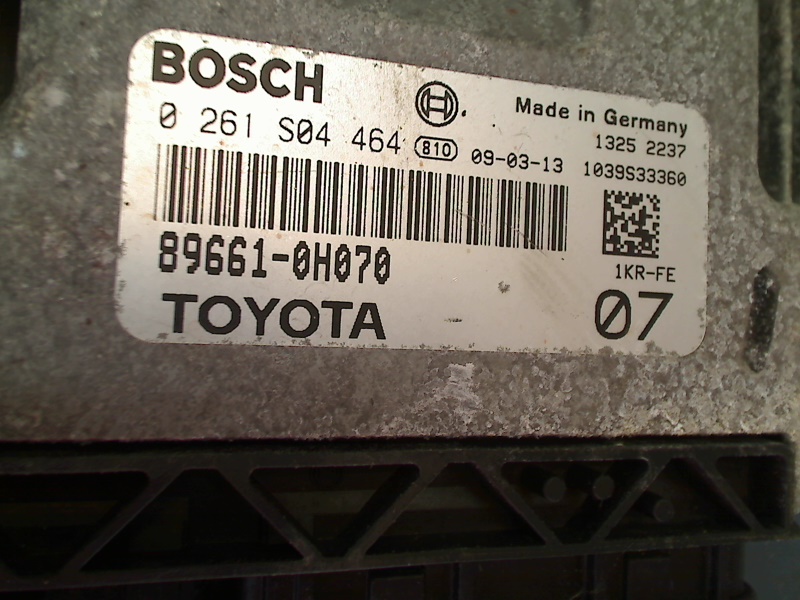 BOSCH
Made in Germany
0 261 S04 464 810 09-03-13
1325 2237
1039S33360
89661-0H070
1KR-FE
TOYOTA
07